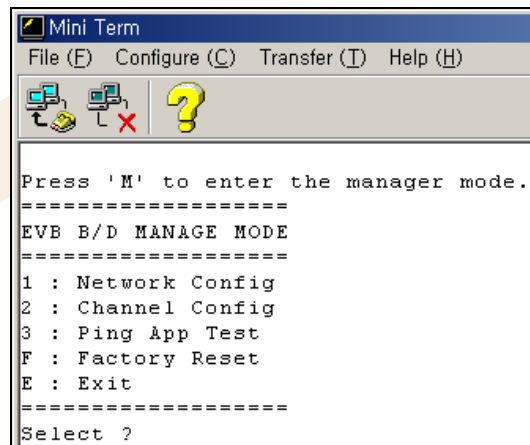 Mini Term
File (F) Configure (C) Transfer (T) Help (H)
Press 'M' to enter the manager mode.
===================
EVB B/D MANAGE MODE
===================
1 : Network Config
2 : Channel Config
3 : Ping App Test
F : Factory Reset
E : Exit
===================
Select ?